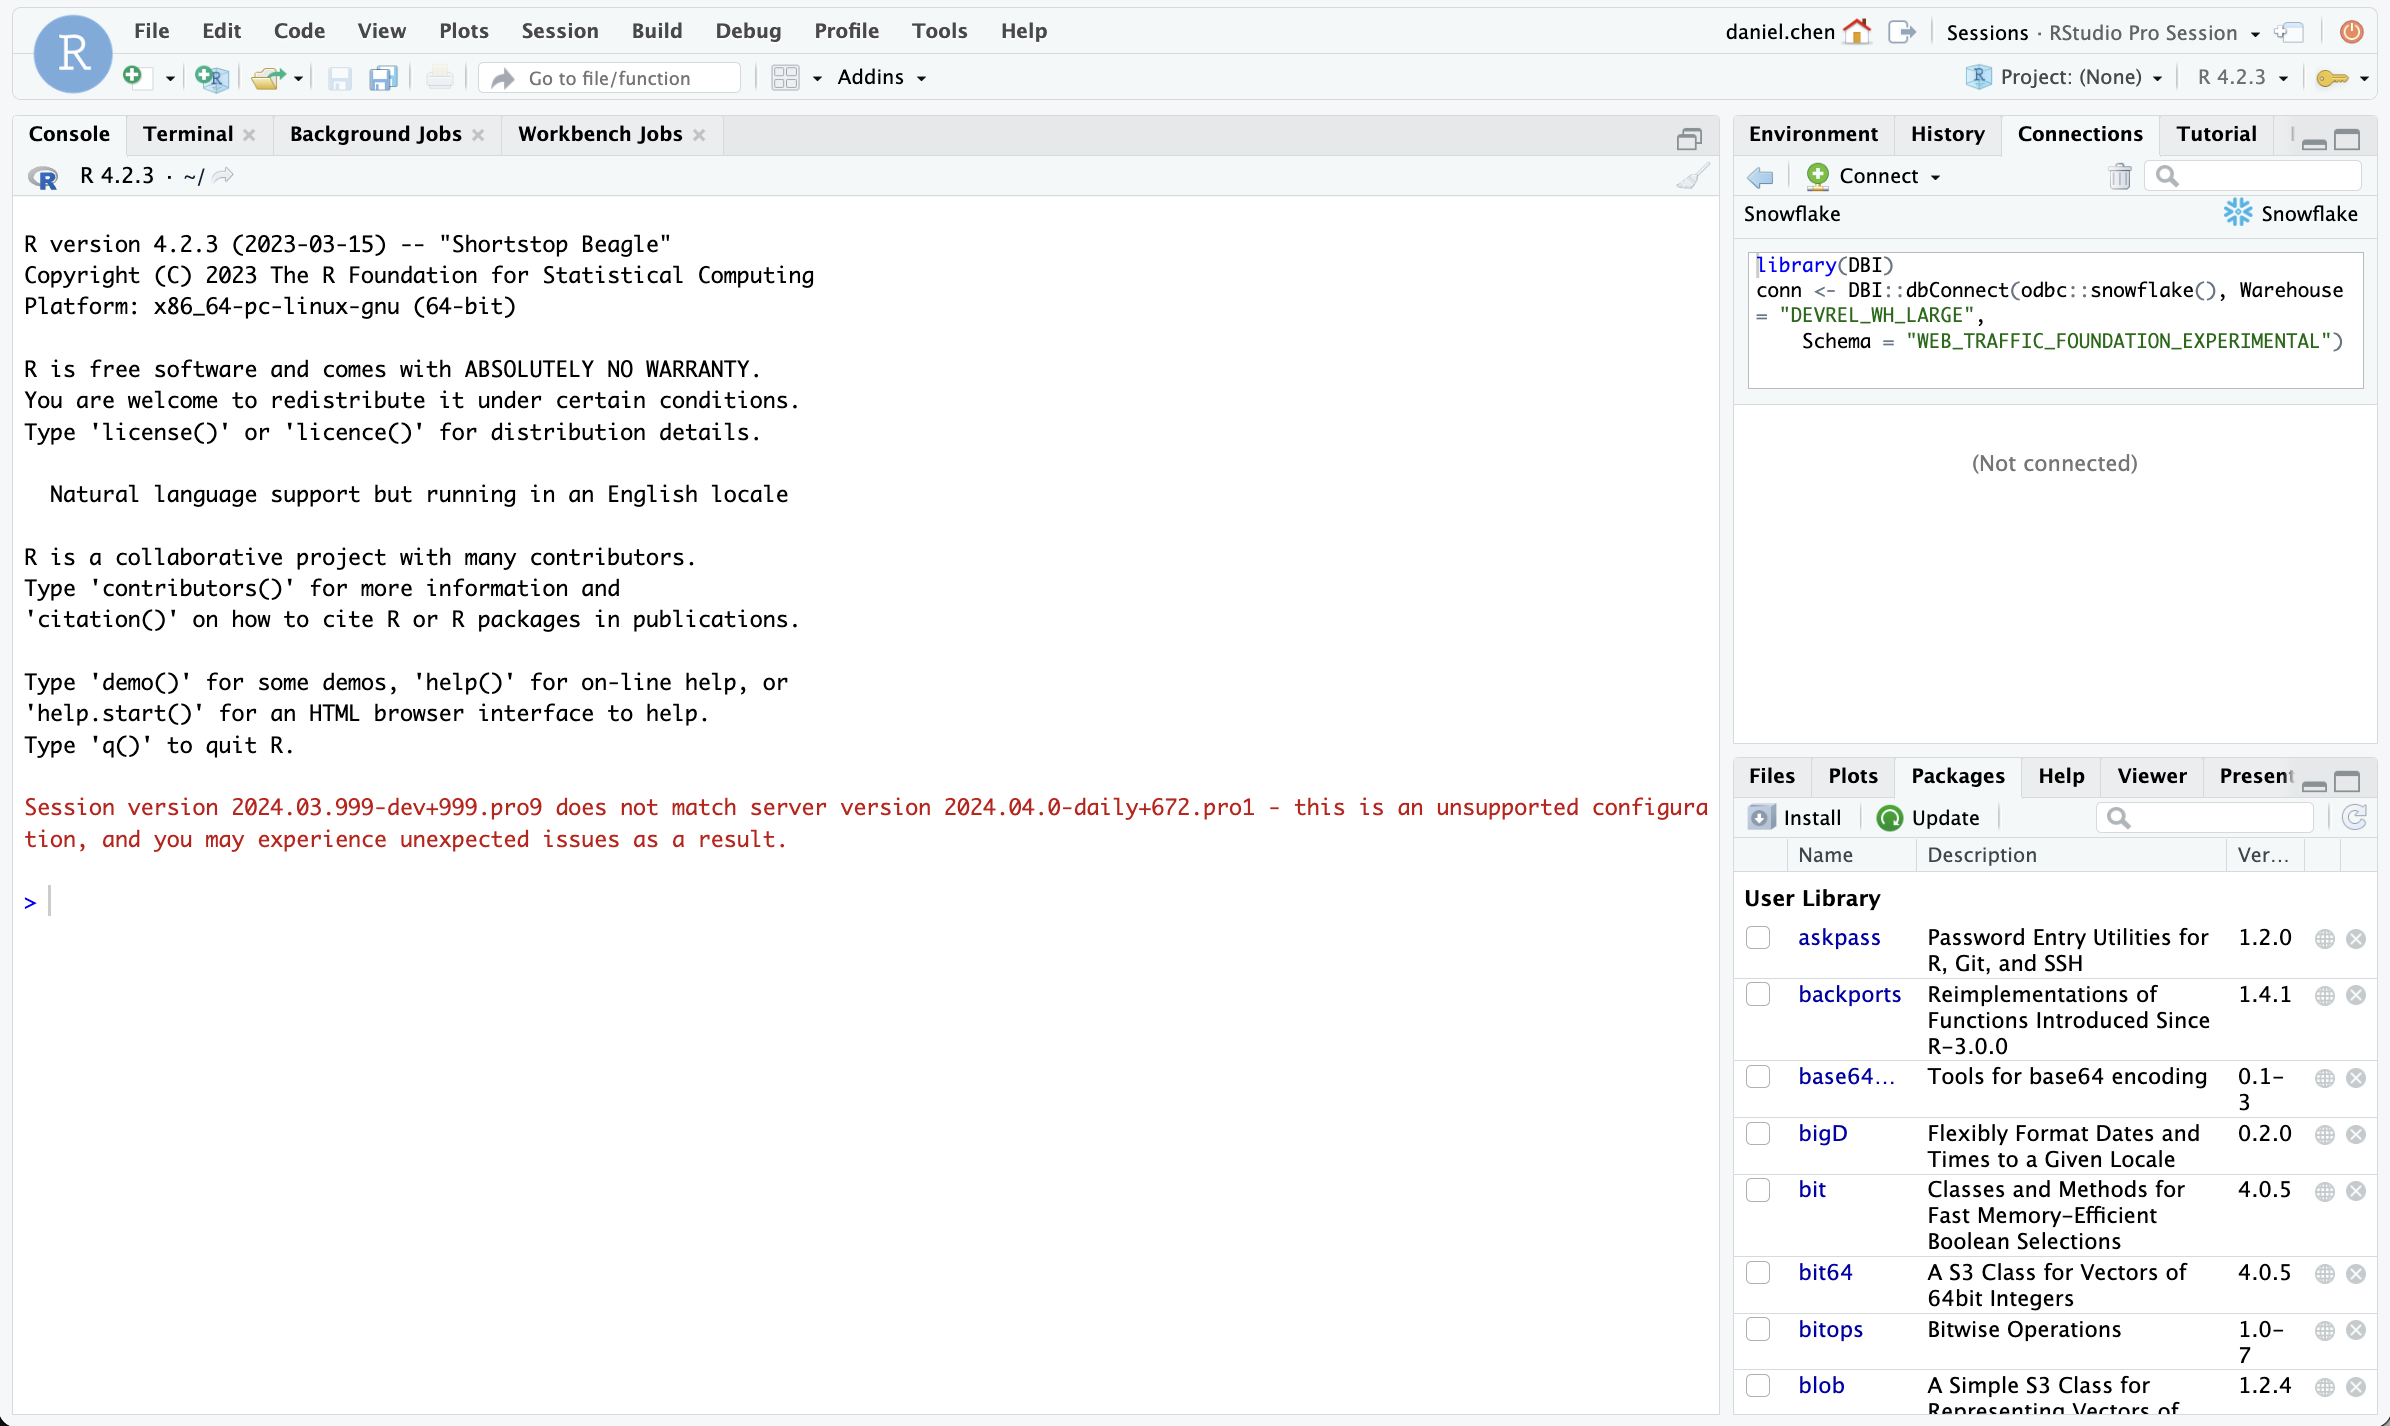 File Edit Code View Plots Session Build Debug Profile Tools Help
daniel.chen
Sessions · RStudio Pro Session
R
Go to file/function
Addins
Project: (None)
R 4.2.3
Console
Terminal
Background Jobs
Workbench Jobs
R 4.2.3 · ~/
R version 4.2.3 (2023-03-15) -- "Shortstop Beagle"
Copyright (C) 2023 The R Foundation for Statistical Computing
Platform: x86_64-pc-linux-gnu (64-bit)
R is free software and comes with ABSOLUTELY NO WARRANTY.
You are welcome to redistribute it under certain conditions.
Type 'license()' or 'licence()' for distribution details.
Natural language support but running in an English locale
R is a collaborative project with many contributors.
Type 'contributors()' for more information and
'citation()' on how to cite R or R packages in publications.
Type 'demo()' for some demos, 'help()' for on-line help, or
'help.start()' for an HTML browser interface to help.
Type 'q()' to quit R.
Session version 2024.03.999-dev+999.pro9 does not match server version 2024.04.0-daily+672.pro1 - this is an unsupported configura
tion, and you may experience unexpected issues as a result.
>
Environment History Connections Tutorial
Connect
Snowflake
Snowflake
library(DBI)
conn <- DBI::dbConnect(odbc::snowflake(), Warehouse
= "DEVREL_WH_LARGE",
Schema = "WEB_TRAFFIC_FOUNDATION_EXPERIMENTAL")
(Not connected)
Files Plots Packages Help Viewer Present
Install
Update
Name Description Ver...
User Library
askpass Password Entry Utilities for 1.2.0
R, Git, and SSH
backports Reimplementations of 1.4.1
Functions Introduced Since
R-3.0.0
base64... Tools for base64 encoding 0.1-
3
bigD Flexibly Format Dates and 0.2.0
Times to a Given Locale
bit Classes and Methods for 4.0.5
Fast Memory-Efficient
Boolean Selections
bit64 A S3 Class for Vectors of 4.0.5
64bit Integers
bitops Bitwise Operations 1.0-
7
blob A Simple S3 Class for 1.2.4
Representing Vectors of